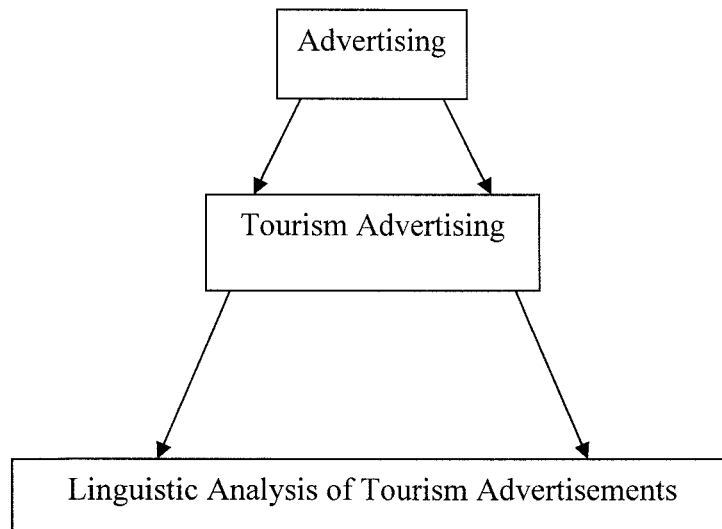 Advertising
Tourism Advertising
Linguistic Analysis of Tourism Advertisements